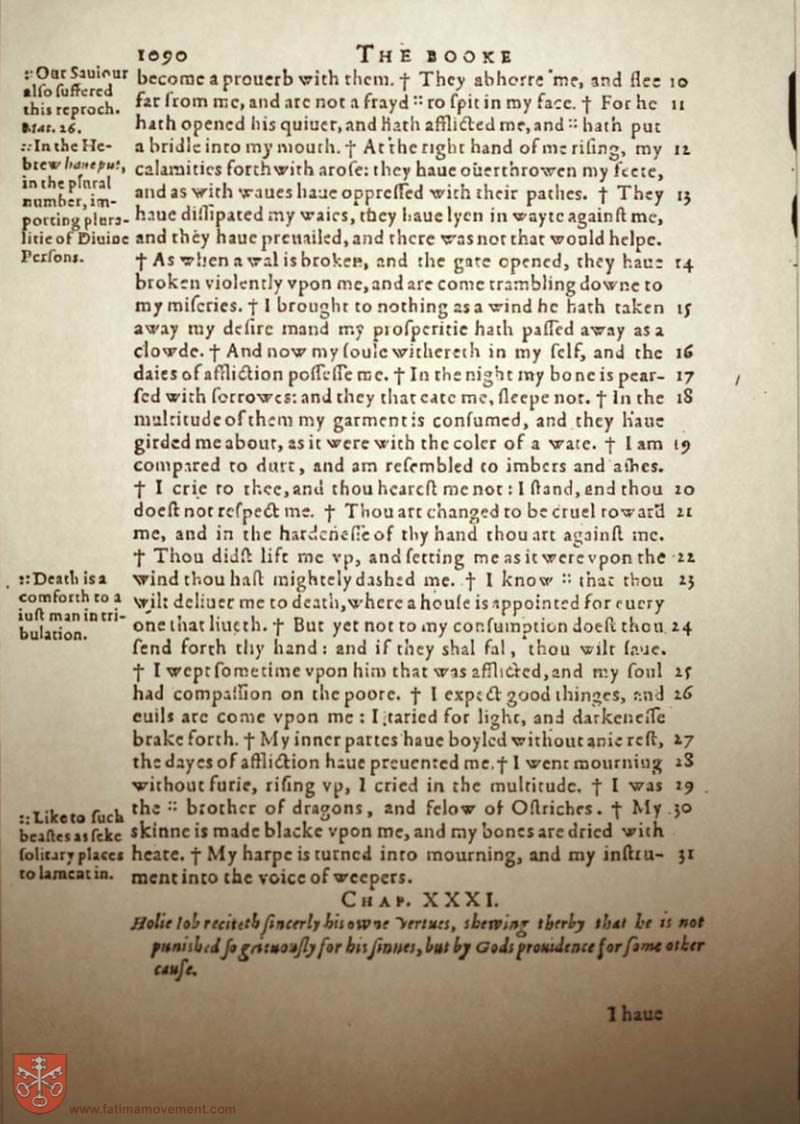 1090 THE BOOKE
::Our Sauiour
alſo ſuffered
this reproch.
Mat. 26.
::In the He-
brew haue put,
in the plural
number, im-
porting plura-
litie of Diuine
Perſons.
become a prouerb with them. † They abhorre me, and flee 10
far from me, and are not a frayd :: to ſpit in my face. † For he 11
hath opened his quiuer, and hath afflicted me, and :: hath put
a bridle into my mouth. † At the right hand of me riſing, my 12
calamities forthwith aroſe: they haue ouerthrowen my feete,
and as with waues haue oppreſſed with their pathes. † They 13
haue diſſipated my waies, they haue lyen in wayte againſt me,
and they haue preuailed, and there was not that would helpe.
† As when a wal is broken, and the gate opened, they haue 14
broken violently vpon me, and are come trambling downe to
my miſeries. † I brought to nothing as a wind he hath taken 15
away my deſire mand my proſperitie hath paſſed away as a
clowde. † And now my ſoule withereth in my ſelf, and the 16
daies of affliction poſſeſſe me. † In the night my bone is pear- 17
ſed with ſorrowes: and they that eate me, ſleepe not. † In the 18
multitude of them my garment is conſumed, and they haue
girded me about, as it were with the coler of a wate. † I am 19
compared to durt, and am reſembled to imbers and aſhes.
† I crie to thee, and thou heareſt me not: I ſtand, and thou 20
doeſt not reſpect me. † Thou art changed to be cruel toward 21
me, and in the hardeneſſe of thy hand thou art againſt me.
† Thou didſt lift me vp, and ſetting me as it were vpon the 22
wind thou haſt mightely dashed me. † I know :: that thou 23
wilt deliuer me to death, where a houſe is appointed for euery
one that liueth. † But yet not to my conſumption doeſt thou 24
ſend forth thy hand: and if they shal fal, thou wilt ſaue.
† I wept ſometime vpon him that was afflicted, and my ſoul 25
had compaſſion on the poore. † I expect good thinges, and 26
euils are come vpon me: I taried for light, and darkeneſſe
brake forth. † My inner partes haue boyled without anie reſt, 27
the dayes of affliction haue preuented me. † I went mourning 28
without furie, riſing vp, I cried in the multitude. † I was 29
the :: brother of dragons, and felow of Oſtriches. † My 30
skinne is made blacke vpon me, and my bones are dried with
heate. † My harpe is turned into mourning, and my inſtru- 31
ment into the voice of weepers.
::Death is a
comforth to a
iuſt man in tri-
bulation.
::Like to ſuch
beaſtes as ſeke
ſolitary places
to lament in.
CHAP. XXXI.
Holie Iob reciteth ſincerly his owne vertues, shewing therby that he is not
punished ſo greuouſly for his ſinnes, but by Gods prouidence for ſome other
cauſe.
I haue
www.fatimamovement.com